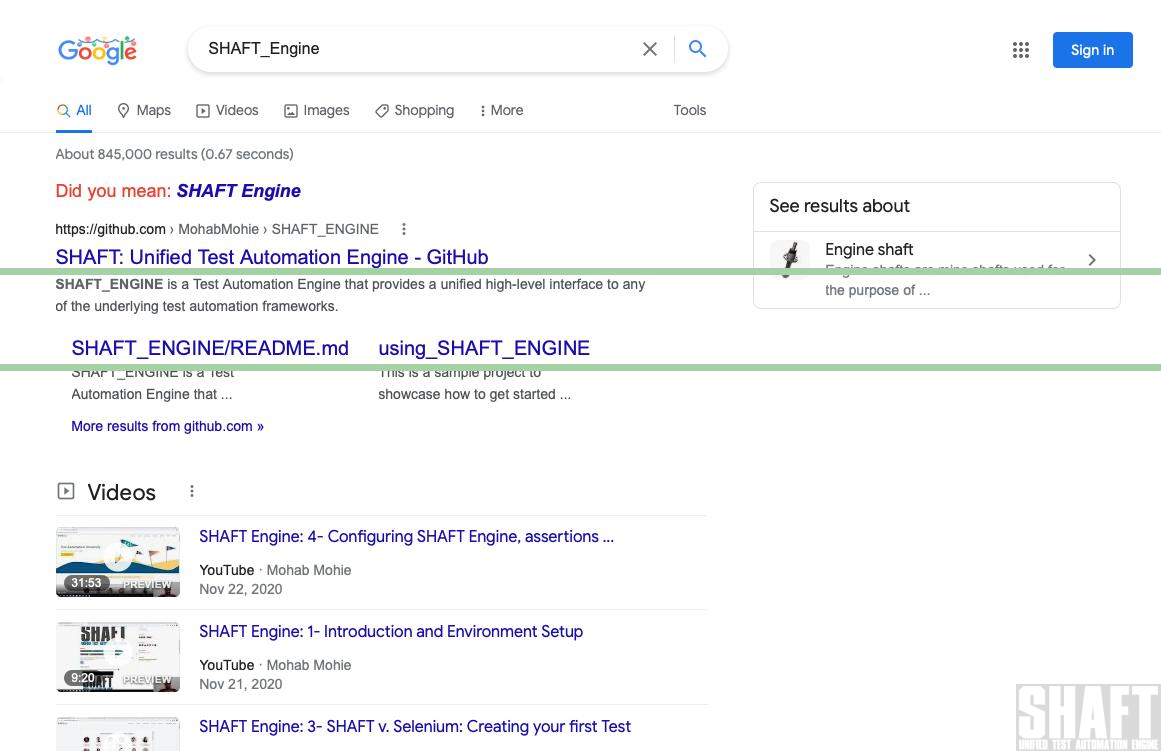 Google
SHAFT_Engine
Sign in
All
Maps
Videos
Images
Shopping
More
Tools
About 845,000 results (0.67 seconds)
Did you mean: SHAFT Engine
https://github.com › MohabMohie › SHAFT_ENGINE
SHAFT: Unified Test Automation Engine - GitHub
SHAFT_ENGINE is a Test Automation Engine that provides a unified high-level interface to any
of the underlying test automation frameworks.
SHAFT_ENGINE/README.md
SHAFT_ENGINE is a Test
Automation Engine that ...
using_SHAFT_ENGINE
This is a sample project to
showcase how to get started ...
More results from github.com »
See results about
Engine shaft
Engine shafts are mine shafts used for
the purpose of ...
Videos
SHAFT Engine: 4- Configuring SHAFT Engine, assertions ...
YouTube · Mohab Mohie
Nov 22, 2020
31:53
PREVIEW
SHAFT Engine: 1- Introduction and Environment Setup
YouTube · Mohab Mohie
Nov 21, 2020
SHAFT
9:20
PREVIEW
SHAFT Engine: 3- SHAFT v. Selenium: Creating your first Test
SHAFT
UNIFIED TEST AUTOMATION ENGINE